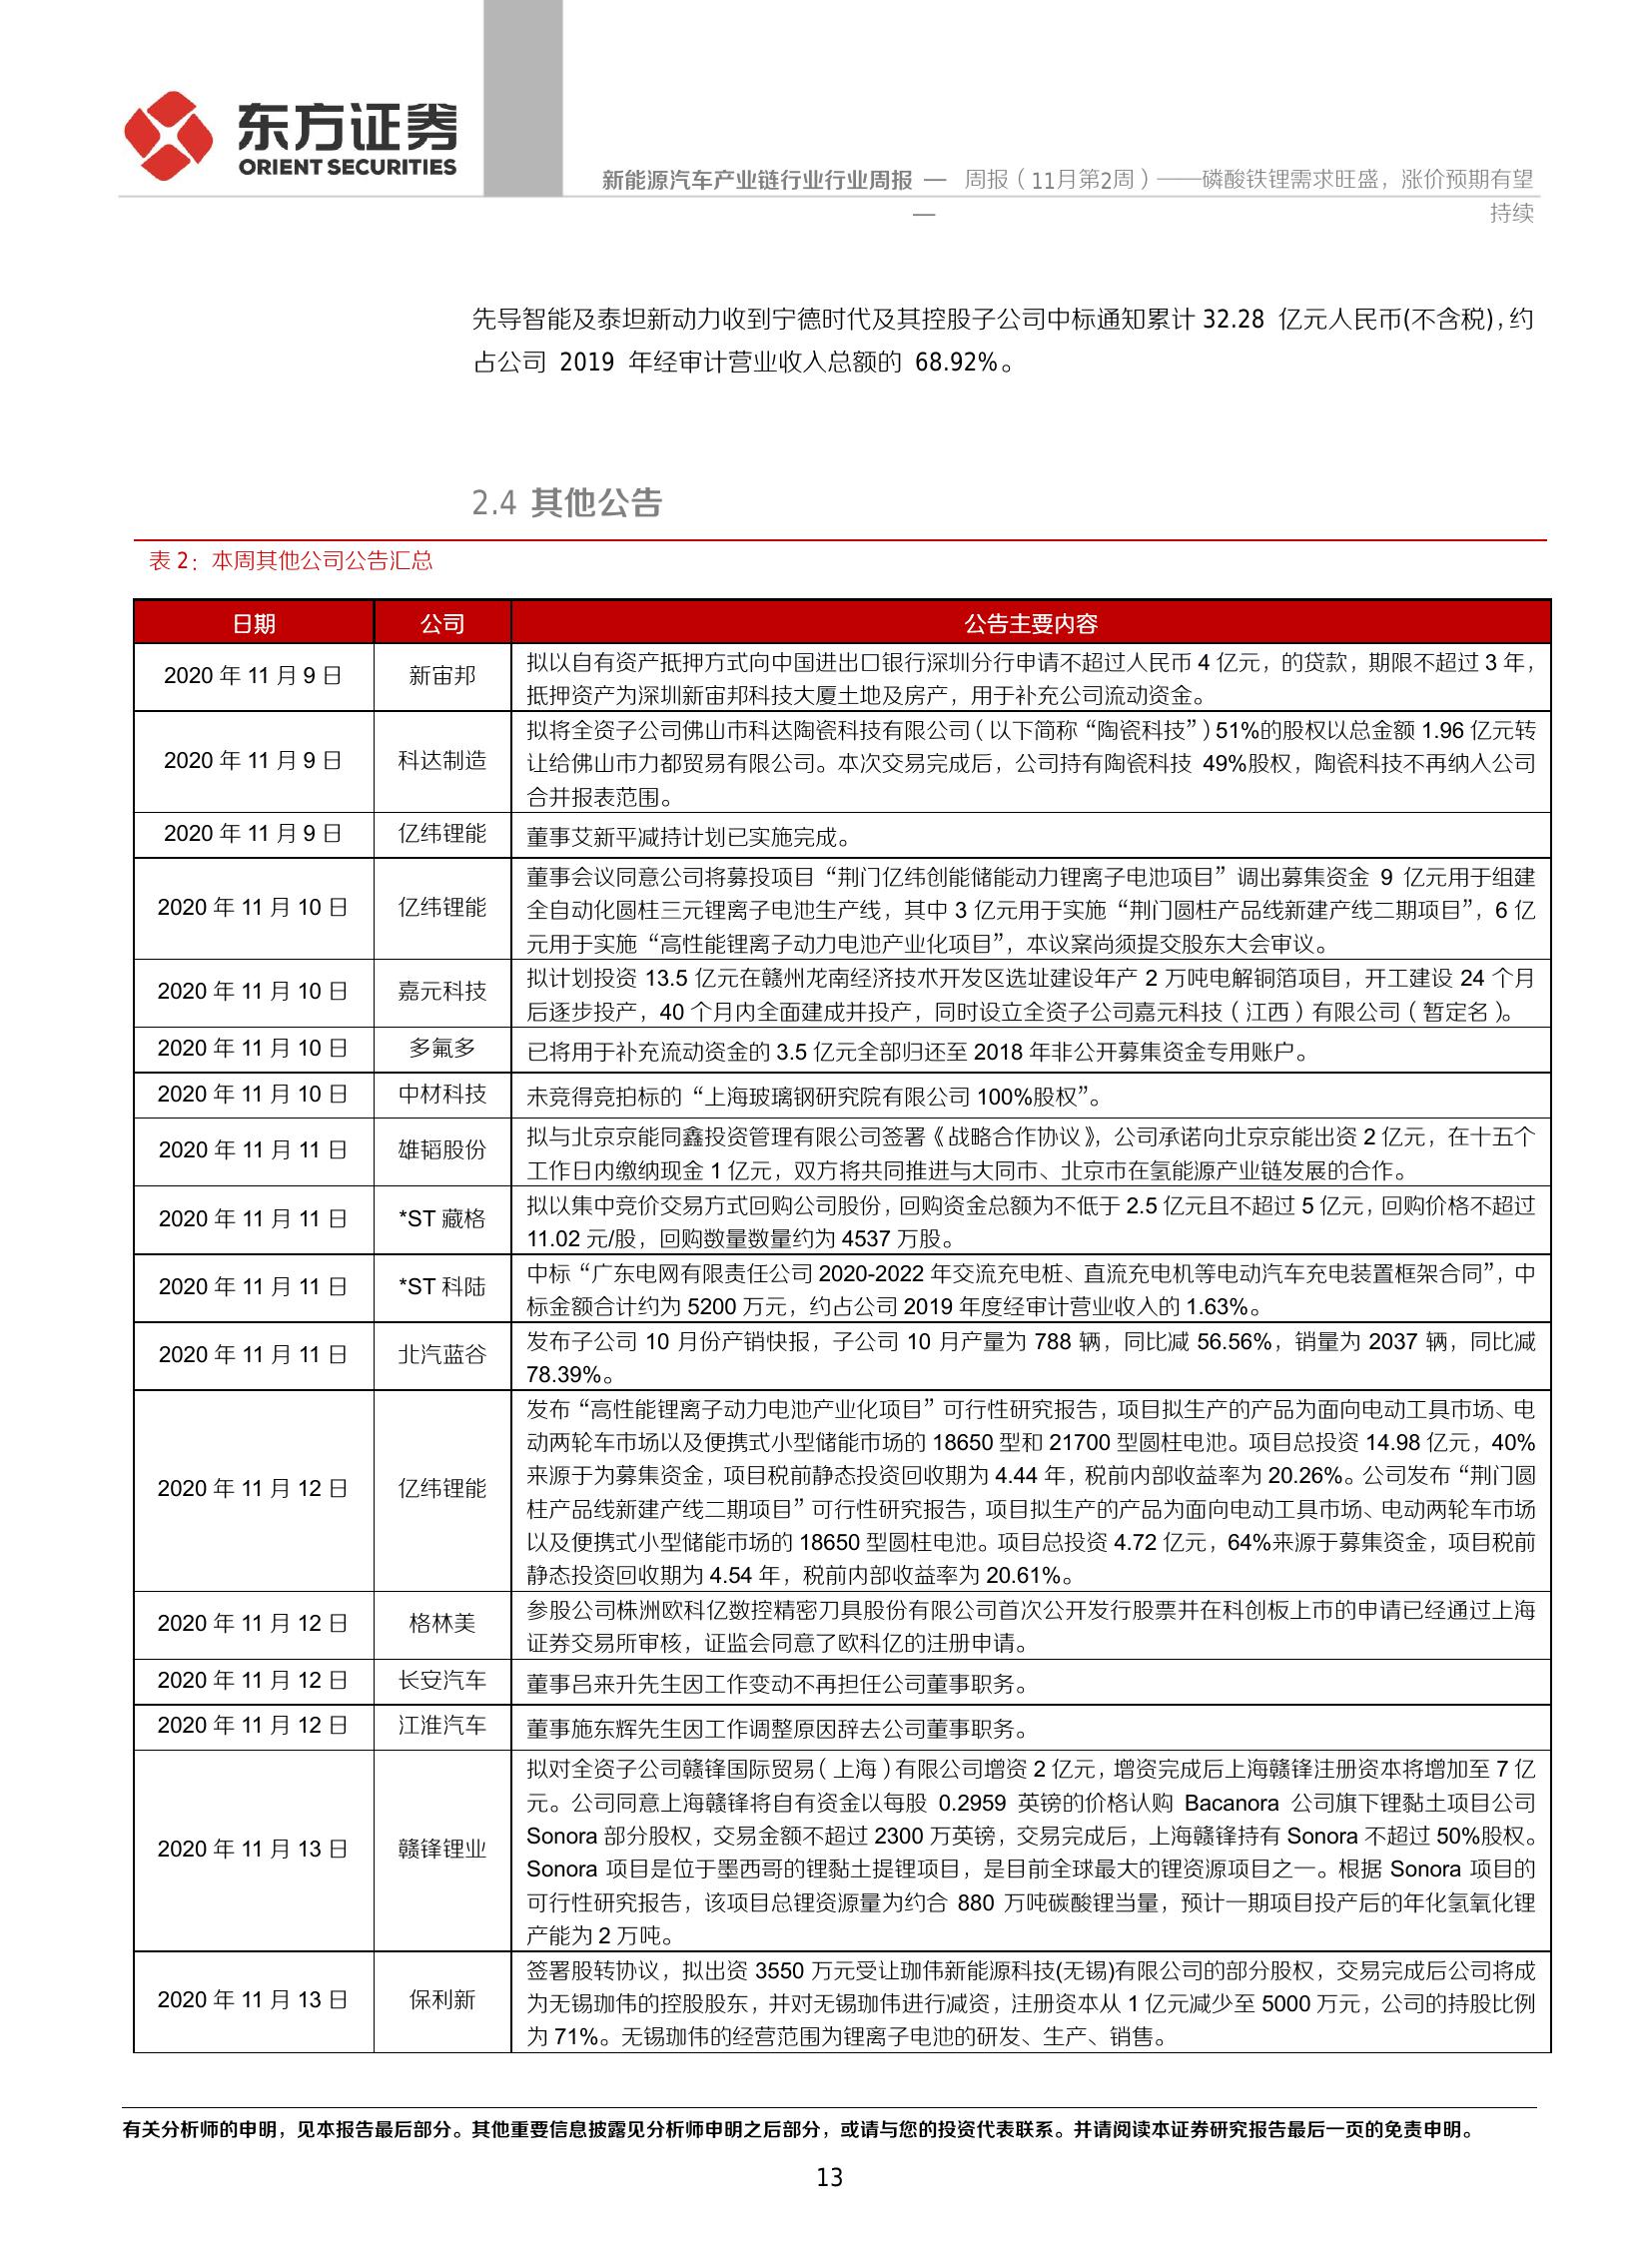 东方证券
ORIENT SECURITIES
新能源汽车产业链行业行业周报 — 周报（11月第2周）——磷酸铁锂需求旺盛，涨价预期有望
— 持续
先导智能及泰坦新动力收到宁德时代及其控股子公司中标通知累计 32.28 亿元人民币(不含税)，约
占公司 2019 年经审计营业收入总额的 68.92%。
2.4 其他公告
表 2：本周其他公司公告汇总
日期 公司 公告主要内容
2020 年 11 月 9 日 新宙邦 拟以自有资产抵押方式向中国进出口银行深圳分行申请不超过人民币 4 亿元，的贷款，期限不超过 3 年，
抵押资产为深圳新宙邦科技大厦土地及房产，用于补充公司流动资金。
2020 年 11 月 9 日 科达制造 拟将全资子公司佛山市科达陶瓷科技有限公司（以下简称“陶瓷科技”）51%的股权以总金额 1.96 亿元转
让给佛山市力都贸易有限公司。本次交易完成后，公司持有陶瓷科技 49%股权，陶瓷科技不再纳入公司
合并报表范围。
2020 年 11 月 9 日 亿纬锂能 董事艾新平减持计划已实施完成。
2020 年 11 月 10 日 亿纬锂能 董事会议同意公司将募投项目“荆门亿纬创能储能动力锂离子电池项目”调出募集资金 9 亿元用于组建
全自动化圆柱三元锂离子电池生产线，其中 3 亿元用于实施“荆门圆柱产品线新建产线二期项目”，6 亿
元用于实施“高性能锂离子动力电池产业化项目”，本议案尚须提交股东大会审议。
2020 年 11 月 10 日 嘉元科技 拟计划投资 13.5 亿元在赣州龙南经济技术开发区选址建设年产 2 万吨电解铜箔项目，开工建设 24 个月
后逐步投产，40 个月内全面建成并投产，同时设立全资子公司嘉元科技（江西）有限公司（暂定名）。
2020 年 11 月 10 日 多氟多 已将用于补充流动资金的 3.5 亿元全部归还至 2018 年非公开募集资金专用账户。
2020 年 11 月 10 日 中材科技 未竞得竞拍标的“上海玻璃钢研究院有限公司 100%股权”。
2020 年 11 月 11 日 雄韬股份 拟与北京京能同鑫投资管理有限公司签署《战略合作协议》，公司承诺向北京京能出资 2 亿元，在十五个
工作日内缴纳现金 1 亿元，双方将共同推进与大同市、北京市在氢能源产业链发展的合作。
2020 年 11 月 11 日 *ST 藏格 拟以集中竞价交易方式回购公司股份，回购资金总额为不低于 2.5 亿元且不超过 5 亿元，回购价格不超过
11.02 元/股，回购数量数量约为 4537 万股。
2020 年 11 月 11 日 *ST 科陆 中标“广东电网有限责任公司 2020-2022 年交流充电桩、直流充电机等电动汽车充电装置框架合同”，中
标金额合计约为 5200 万元，约占公司 2019 年度经审计营业收入的 1.63%。
2020 年 11 月 11 日 北汽蓝谷 发布子公司 10 月份产销快报，子公司 10 月产量为 788 辆，同比减 56.56%，销量为 2037 辆，同比减
78.39%。
2020 年 11 月 12 日 亿纬锂能 发布“高性能锂离子动力电池产业化项目”可行性研究报告，项目拟生产的产品为面向电动工具市场、电
动两轮车市场以及便携式小型储能市场的 18650 型和 21700 型圆柱电池。项目总投资 14.98 亿元，40%
来源于为募集资金，项目税前静态投资回收期为 4.44 年，税前内部收益率为 20.26%。公司发布“荆门圆
柱产品线新建产线二期项目”可行性研究报告，项目拟生产的产品为面向电动工具市场、电动两轮车市场
以及便携式小型储能市场的 18650 型圆柱电池。项目总投资 4.72 亿元，64%来源于募集资金，项目税前
静态投资回收期为 4.54 年，税前内部收益率为 20.61%。
2020 年 11 月 12 日 格林美 参股公司株洲欧科亿数控精密刀具股份有限公司首次公开发行股票并在科创板上市的申请已经通过上海
证券交易所审核，证监会同意了欧科亿的注册申请。
2020 年 11 月 12 日 长安汽车 董事吕来升先生因工作变动不再担任公司董事职务。
2020 年 11 月 12 日 江淮汽车 董事施东辉先生因工作调整原因辞去公司董事职务。
2020 年 11 月 13 日 赣锋锂业 拟对全资子公司赣锋国际贸易（上海）有限公司增资 2 亿元，增资完成后上海赣锋注册资本将增加至 7 亿
元。公司同意上海赣锋将自有资金以每股 0.2959 英镑的价格认购 Bacanora 公司旗下锂黏土项目公司
Sonora 部分股权，交易金额不超过 2300 万英镑，交易完成后，上海赣锋持有 Sonora 不超过 50%股权。
Sonora 项目是位于墨西哥的锂黏土提锂项目，是目前全球最大的锂资源项目之一。根据 Sonora 项目的
可行性研究报告，该项目总锂资源量为约合 880 万吨碳酸锂当量，预计一期项目投产后的年化氢氧化锂
产能为 2 万吨。
2020 年 11 月 13 日 保利新 签署股转协议，拟出资 3550 万元受让珈伟新能源科技(无锡)有限公司的部分股权，交易完成后公司将成
为无锡珈伟的控股股东，并对无锡珈伟进行减资，注册资本从 1 亿元减少至 5000 万元，公司的持股比例
为 71%。无锡珈伟的经营范围为锂离子电池的研发、生产、销售。
有关分析师的申明，见本报告最后部分。其他重要信息披露见分析师申明之后部分，或请与您的投资代表联系。并请阅读本证券研究报告最后一页的免责申明。
13